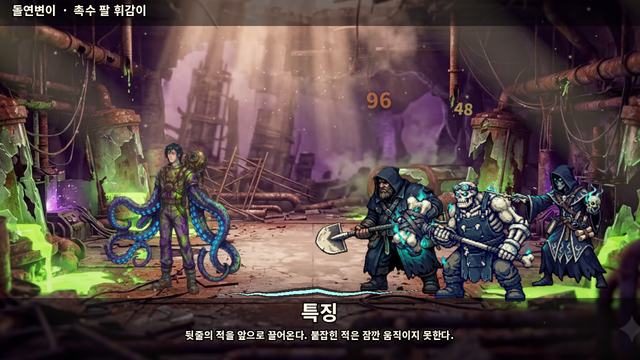 돌연변이 · 촉수 팔 휘감이
96
48
특징
뒷줄의 적을 앞으로 끌어온다. 붙잡힌 적은 잠깐 움직이지 못한다.